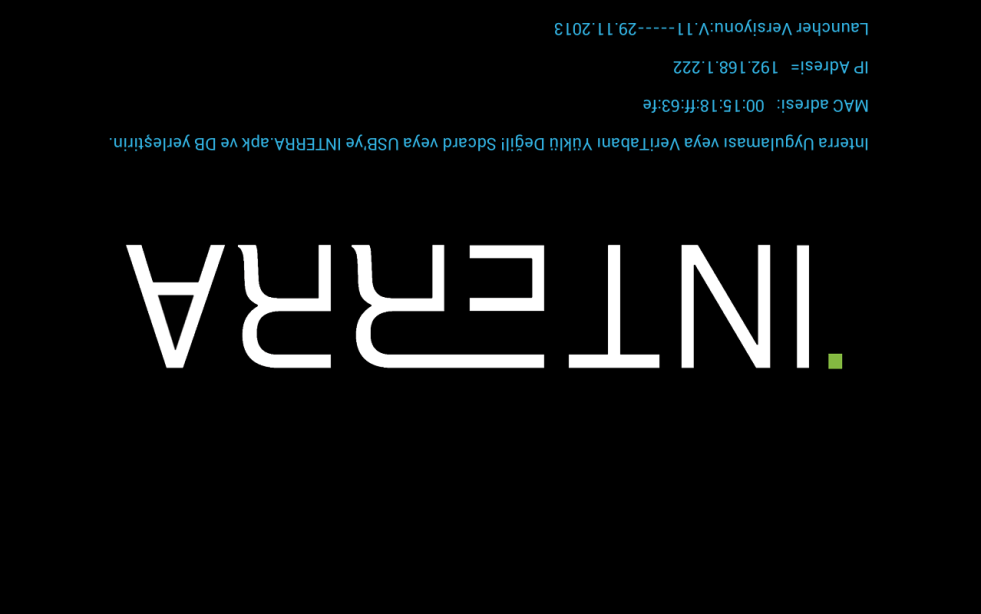 INTERRA
Interra Uygulaması veya VeriTabanı Yüklü Değil! Sdcard veya USB'ye INTERRA.apk ve DB yerleştirin.
MAC adresi: 00:15:18:ff:63:fe
IP Adresi= 192.168.1.222
Launcher Versiyonu:V.11-----29.11.2013